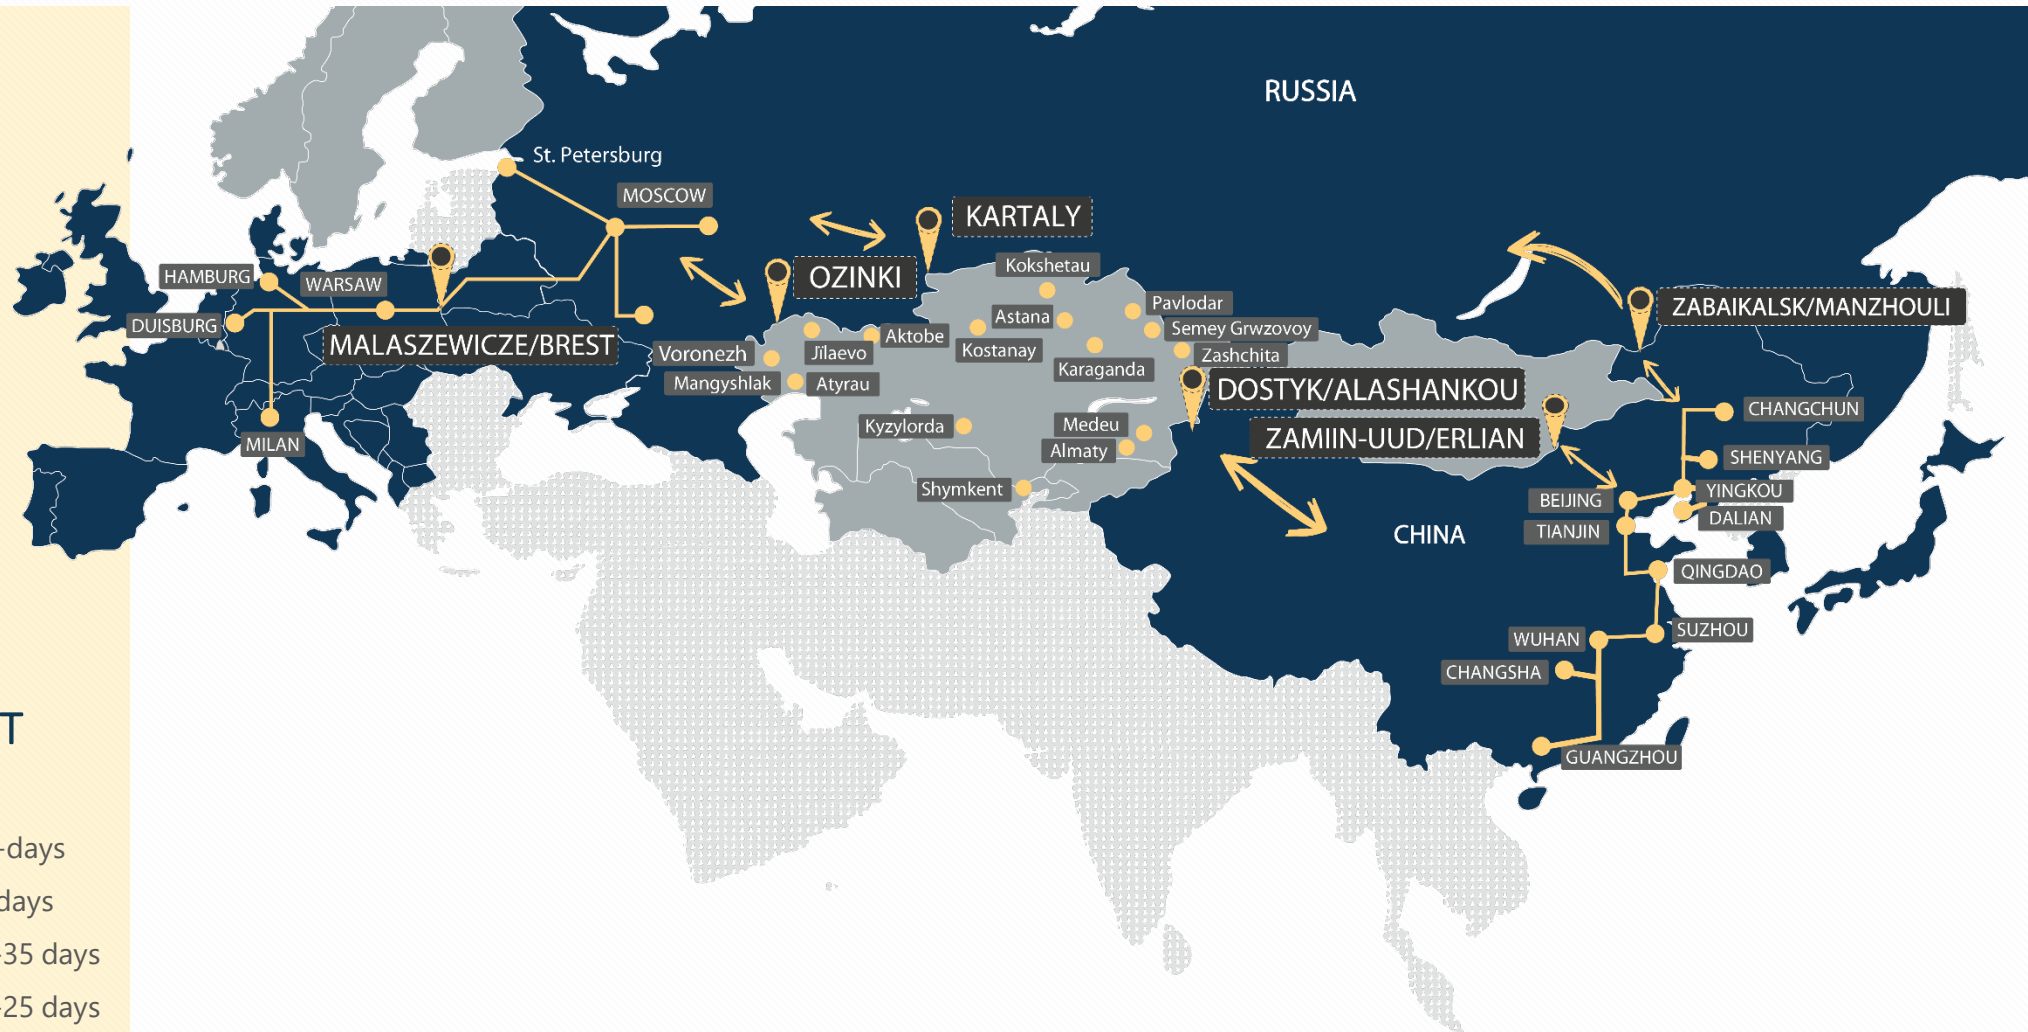 RUSSIA
St. Petersburg
MOSCOW
KARTALY
Kokshetau
OZINKI
HAMBURG
WARSAW
Pavlodar
ZABAIKALSK/MANZHOULI
Astana
DUISBURG
Semey Grwzovoy
MALASZEWICZE/BREST
Aktobe
Voronezh
Jïlaevo
Kostanay
Zashchita
Karaganda
Mangyshlak
Atyrau
DOSTYK/ALASHANKOU
CHANGCHUN
Kyzylorda
Medeu
ZAMIIN-UUD/ERLIAN
MILAN
Almaty
SHENYANG
Shymkent
YINGKOU
BEIJING
DALIAN
TIANJIN
CHINA
QINGDAO
SUZHOU
WUHAN
CHANGSHA
T
GUANGZHOU
-days
days
-35 days
-25 days